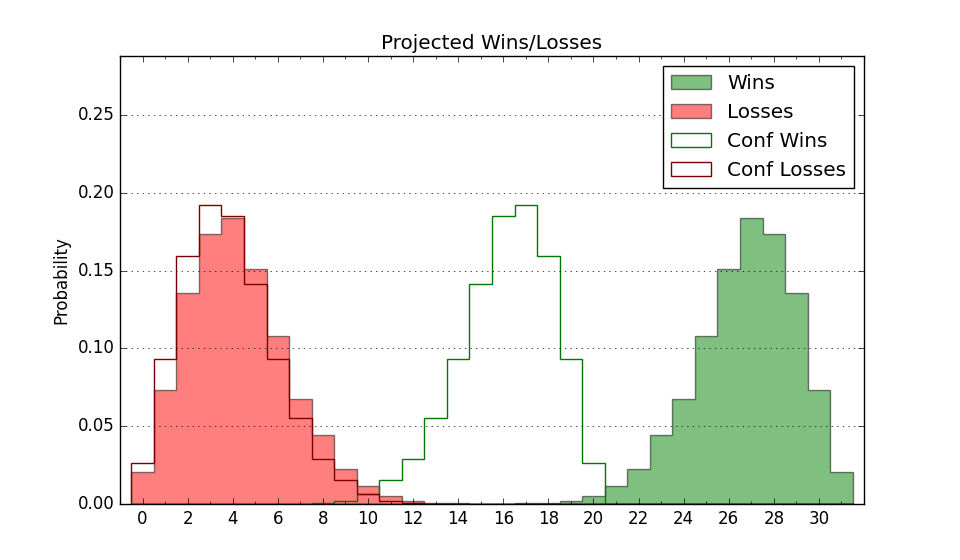 Projected Wins/Losses
Wins
Losses
Conf Wins
Conf Losses
Probability
0.25
0.20
0.15
0.10
0.05
0.00
0 2 4 6 8 10 12 14 16 18 20 22 24 26 28 30